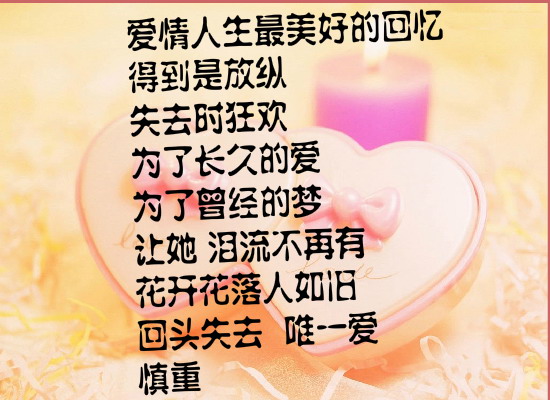 爱情人生最美好的回忆
得到是放纵
失去时狂欢
为了长久的爱
为了曾经的梦
让她 泪流不再有
花开花落人如旧
回头失去 唯一爱
慎重